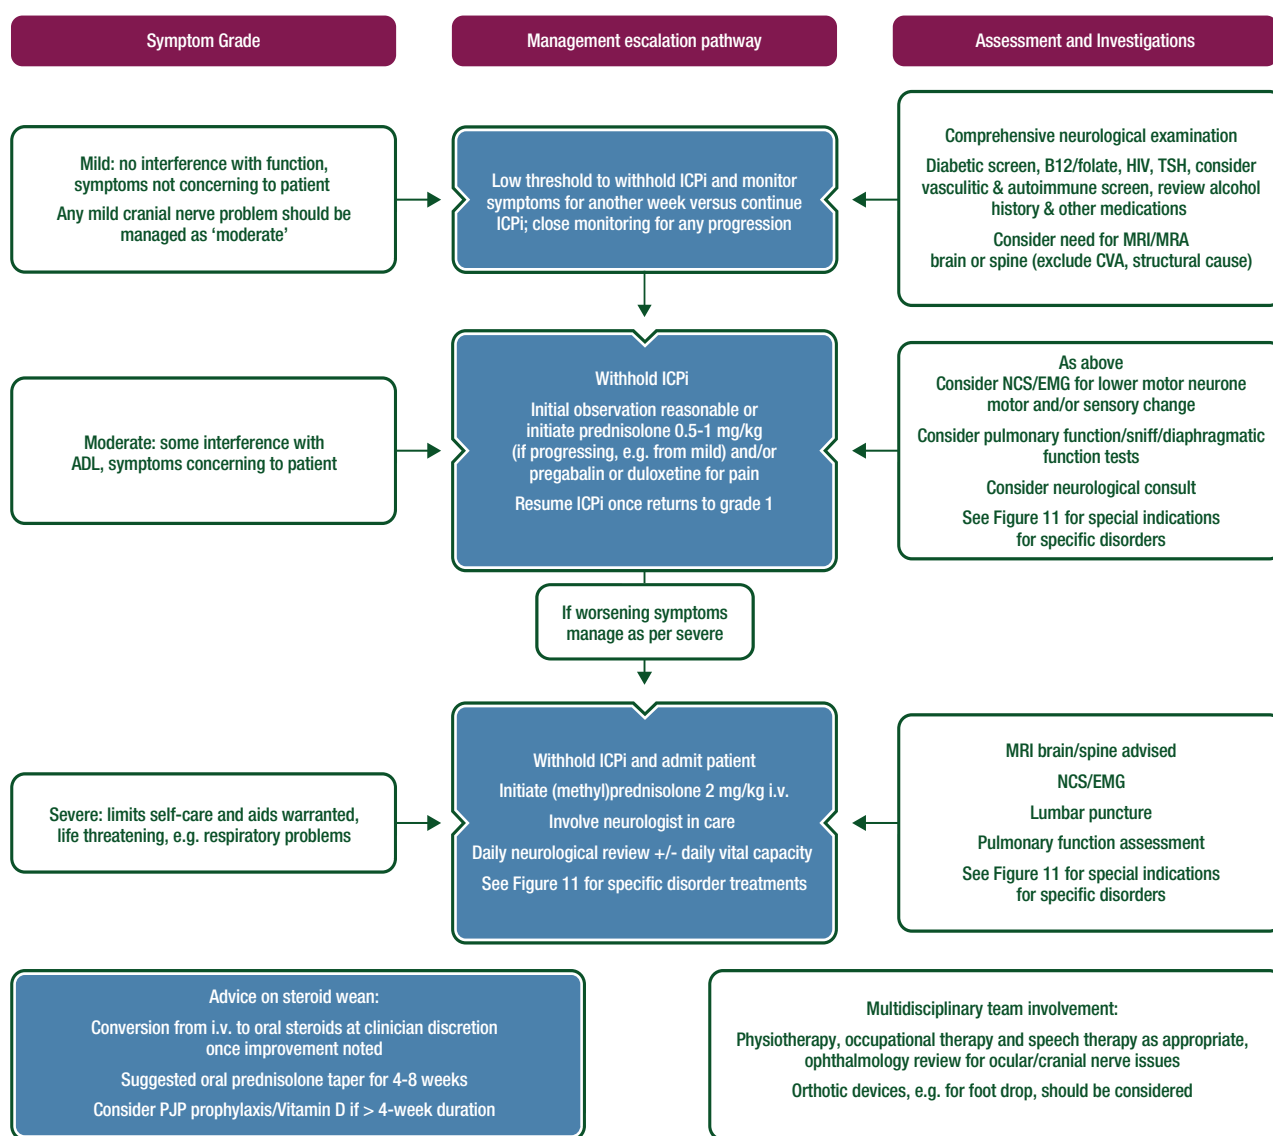 Symptom Grade
Management escalation pathway
Assessment and Investigations
Mild: no interference with function,
symptoms not concerning to patient
Any mild cranial nerve problem should be
managed as ‘moderate’
Low threshold to withhold ICPi and monitor
symptoms for another week versus continue
ICPi; close monitoring for any progression
Comprehensive neurological examination
Diabetic screen, B12/folate, HIV, TSH, consider
vasculitic & autoimmune screen, review alcohol
history & other medications
Consider need for MRI/MRA
brain or spine (exclude CVA, structural cause)
Moderate: some interference with
ADL, symptoms concerning to patient
Withhold ICPi
Initial observation reasonable or
initiate prednisolone 0.5-1 mg/kg
(if progressing, e.g. from mild) and/or
pregabalin or duloxetine for pain
Resume ICPi once returns to grade 1
As above
Consider NCS/EMG for lower motor neurone
motor and/or sensory change
Consider pulmonary function/sniff/diaphragmatic
function tests
Consider neurological consult
See Figure 11 for special indications
for specific disorders
If worsening symptoms
manage as per severe
Severe: limits self-care and aids warranted,
life threatening, e.g. respiratory problems
Withhold ICPi and admit patient
Initiate (methyl)prednisolone 2 mg/kg i.v.
Involve neurologist in care
Daily neurological review +/- daily vital capacity
See Figure 11 for specific disorder treatments
MRI brain/spine advised
NCS/EMG
Lumbar puncture
Pulmonary function assessment
See Figure 11 for special indications
for specific disorders
Advice on steroid wean:
Conversion from i.v. to oral steroids at clinician discretion
once improvement noted
Suggested oral prednisolone taper for 4-8 weeks
Consider PJP prophylaxis/Vitamin D if > 4-week duration
Multidisciplinary team involvement:
Physiotherapy, occupational therapy and speech therapy as appropriate,
ophthalmology review for ocular/cranial nerve issues
Orthotic devices, e.g. for foot drop, should be considered